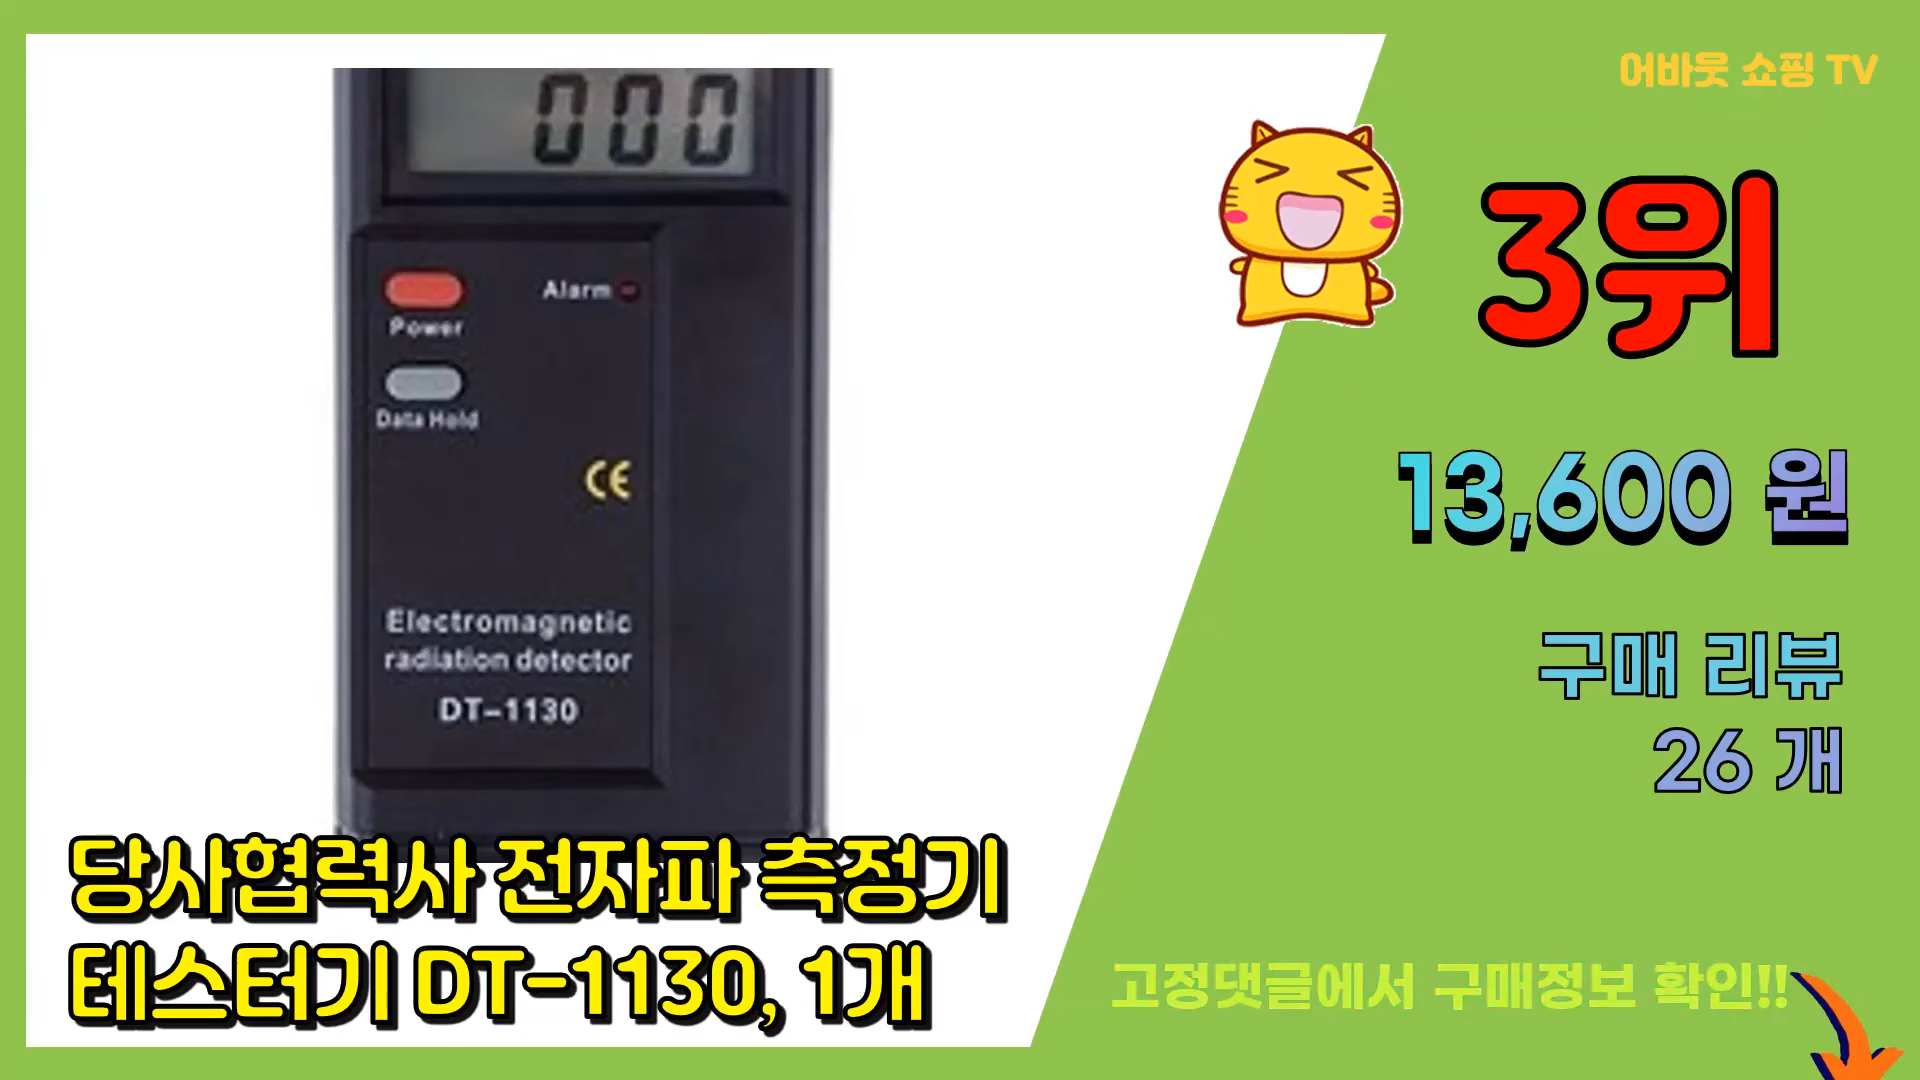 어바웃 쇼핑 TV
3위
13,600 원
구매 리뷰
26 개
000
Alarm
Power
Data Hold
CE
Electromagnetic
radiation detector
DT-1130
당사협력사 전자파 측정기
테스터기 DT-1130, 1개
고정댓글에서 구매정보 확인!!